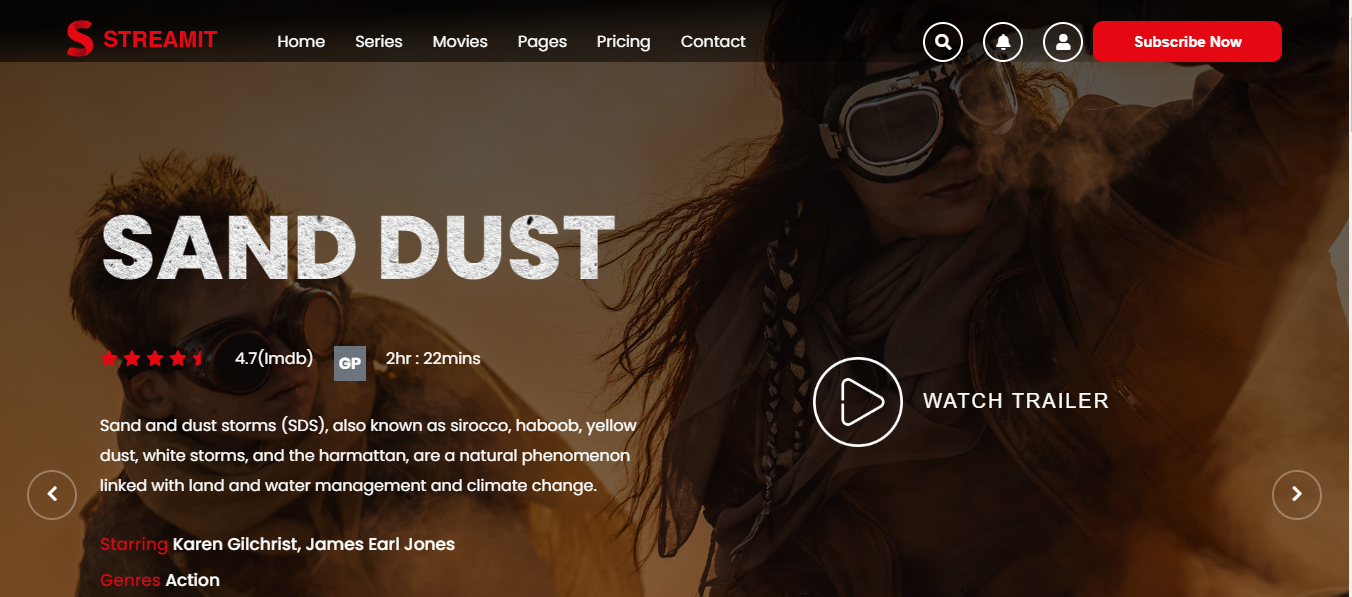 STREAMIT
Home Series Movies Pages Pricing Contact
Subscribe Now
SAND DUST
4.7(Imdb) GP 2hr : 22mins
Sand and dust storms (SDS), also known as sirocco, haboob, yellow
dust, white storms, and the harmattan, are a natural phenomenon
linked with land and water management and climate change.
WATCH TRAILER
Starring Karen Gilchrist, James Earl Jones
Genres Action